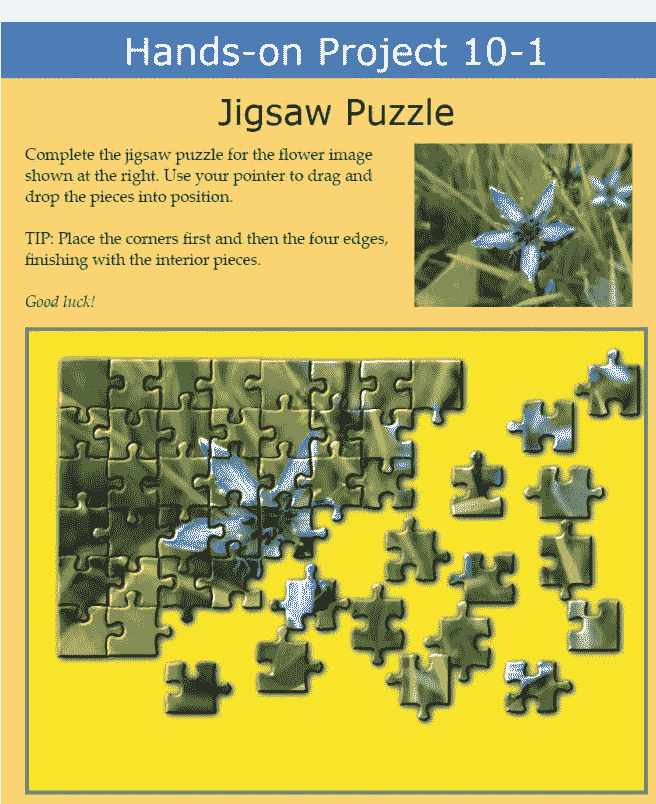 Hands-on Project 10-1
Jigsaw Puzzle
Complete the jigsaw puzzle for the flower image
shown at the right. Use your pointer to drag and
drop the pieces into position.
TIP: Place the corners first and then the four edges,
finishing with the interior pieces.
Good luck!